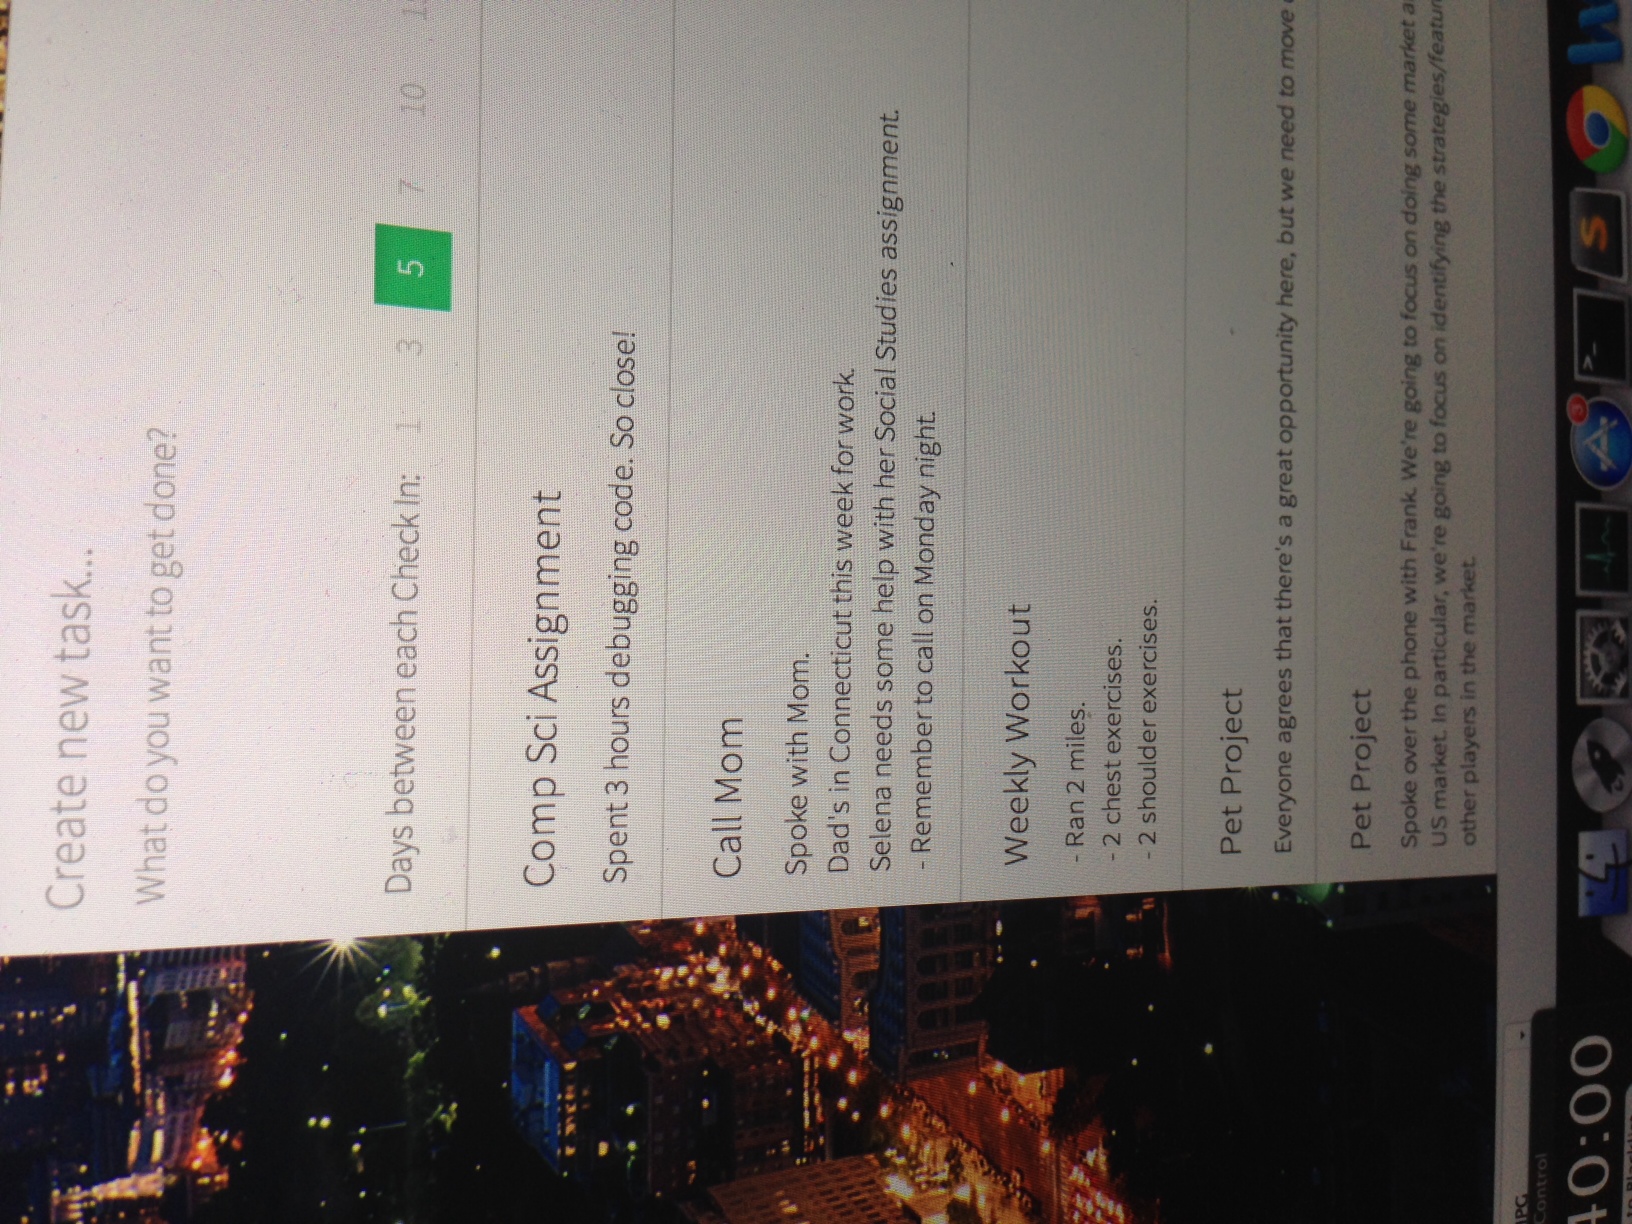 Create new task...
What do you want to get done?
Days between each Check In: 1 3 5 7 10
Comp Sci Assignment
Spent 3 hours debugging code. So close!
Call Mom
Spoke with Mom.
Dad's in Connecticut this week for work.
Selena needs some help with her Social Studies assignment.
- Remember to call on Monday night.
Weekly Workout
- Ran 2 miles.
- 2 chest exercises.
- 2 shoulder exercises.
Pet Project
Everyone agrees that there's a great opportunity here, but we need to move
Pet Project
Spoke over the phone with Frank. We're going to focus on doing some market
US market. In particular, we're going to focus on identifying the
other players in the market.
JPG
Control
40:00
3
>_
S